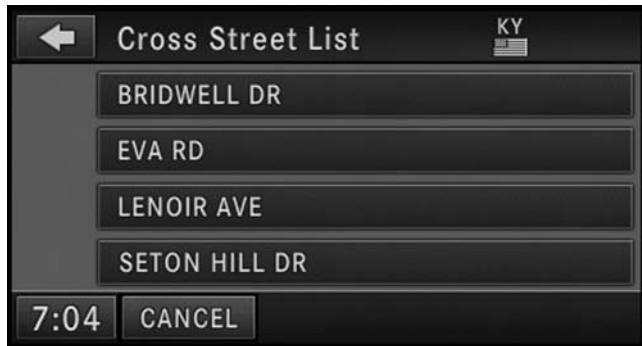 Cross Street List
KY
BRIDWELL DR
EVA RD
LENOIR AVE
SETON HILL DR
7:04 CANCEL